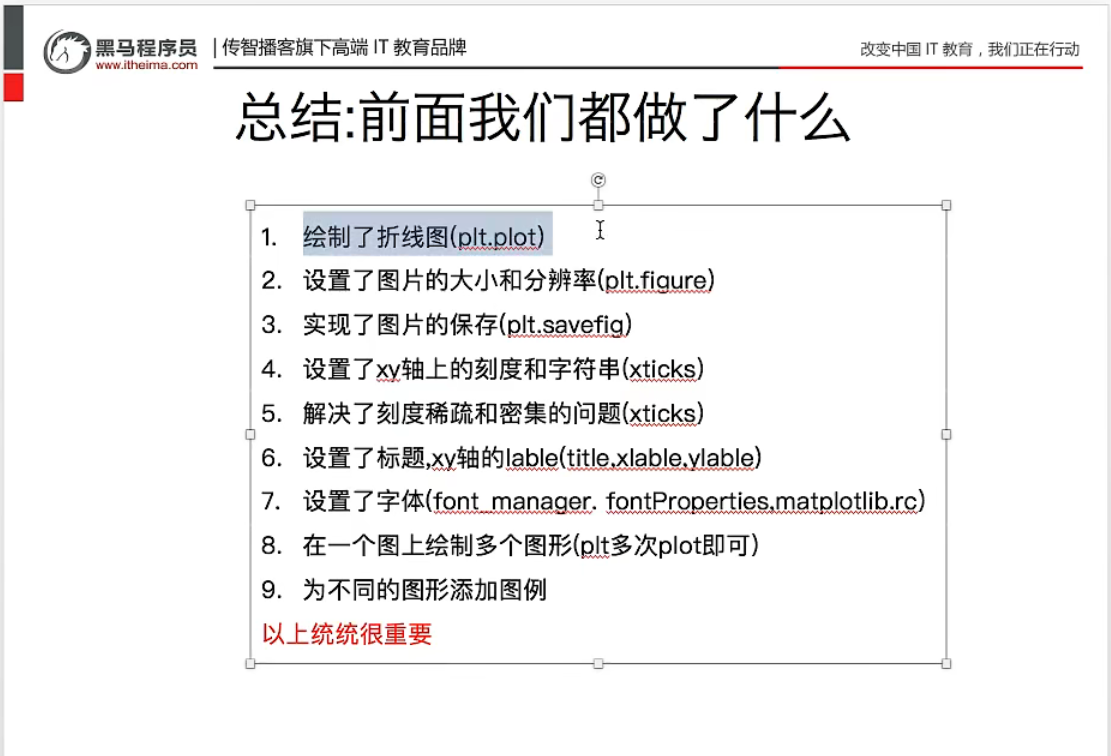 黑马程序员
www.itheima.com
传智播客旗下高端 IT 教育品牌
改变中国 IT 教育，我们正在行动
总结:前面我们都做了什么
1. 绘制了折线图(plt.plot)
2. 设置了图片的大小和分辨率(plt.figure)
3. 实现了图片的保存(plt.savefig)
4. 设置了xy轴上的刻度和字符串(xticks)
5. 解决了刻度稀疏和密集的问题(xticks)
6. 设置了标题,xy轴的lable(title,xlable,ylable)
7. 设置了字体(font_manager. fontProperties,matplotlib.rc)
8. 在一个图上绘制多个图形(plt多次plot即可)
9. 为不同的图形添加图例
以上统统很重要